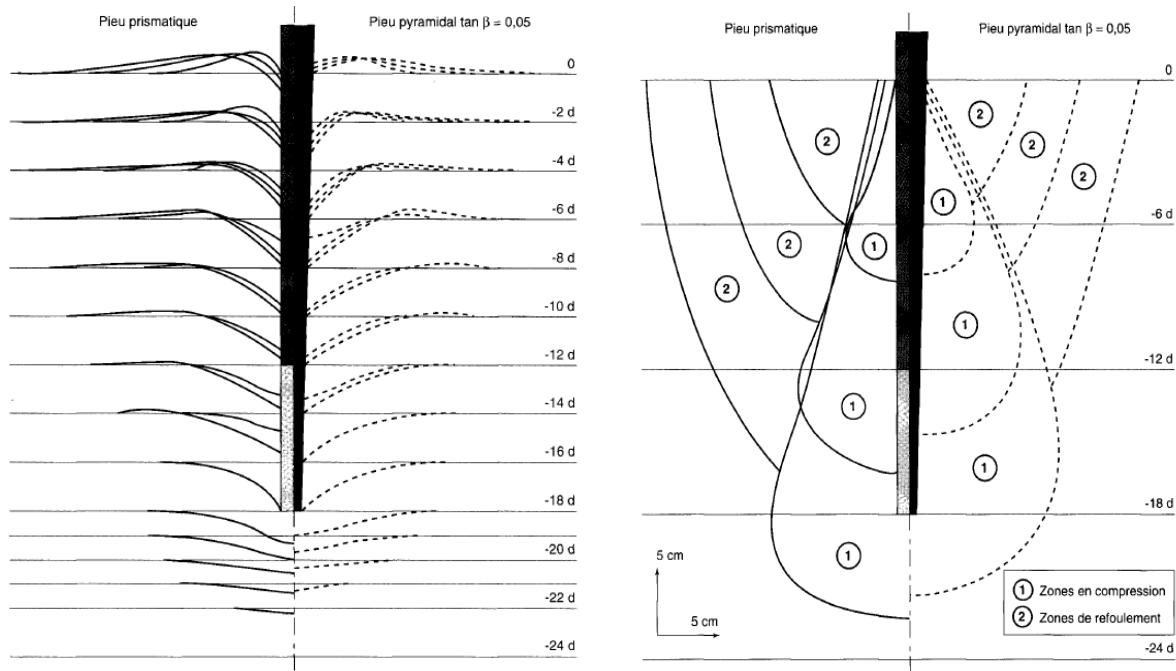 Pieu prismatique
Pieu pyramidal tan β = 0,05
0
-2 d
-4 d
-6 d
-8 d
-10 d
-12 d
-14 d
-16 d
-18 d
-20 d
-22 d
-24 d
Pieu prismatique
Pieu pyramidal tan β = 0,05
0
2
2
2
2
1
-6 d
1
2
2
1
-12 d
1
1
-18 d
1
5 cm
5 cm
1 Zones en compression
2 Zones de refoulement
-24 d